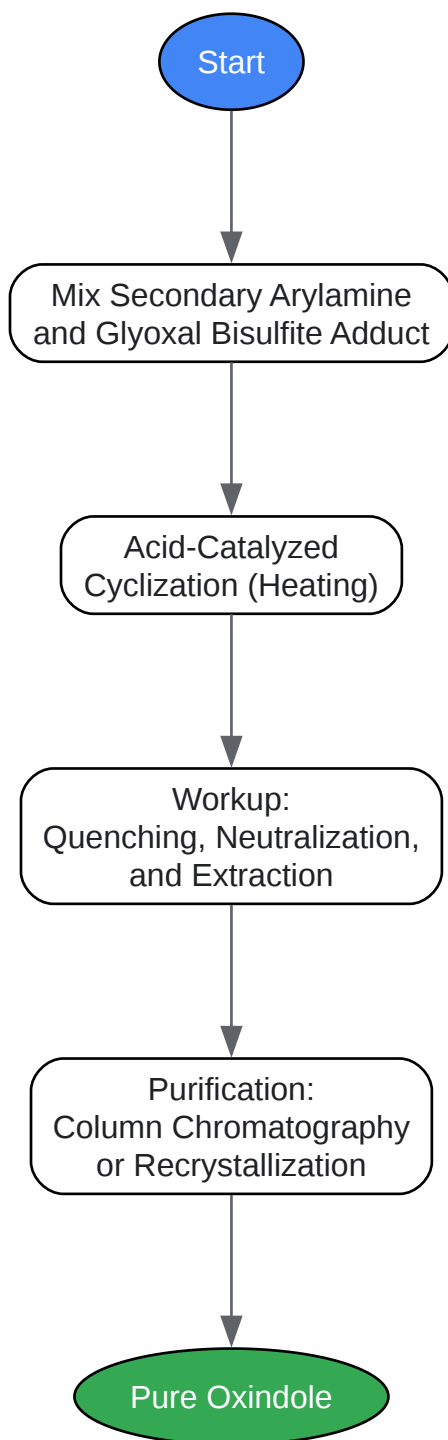 Start
Mix Secondary Arylamine
and Glyoxal Bisulfite Adduct
Acid-Catalyzed
Cyclization (Heating)
Workup:
Quenching, Neutralization,
and Extraction
Purification:
Column Chromatography
or Recrystallization
Pure Oxindole